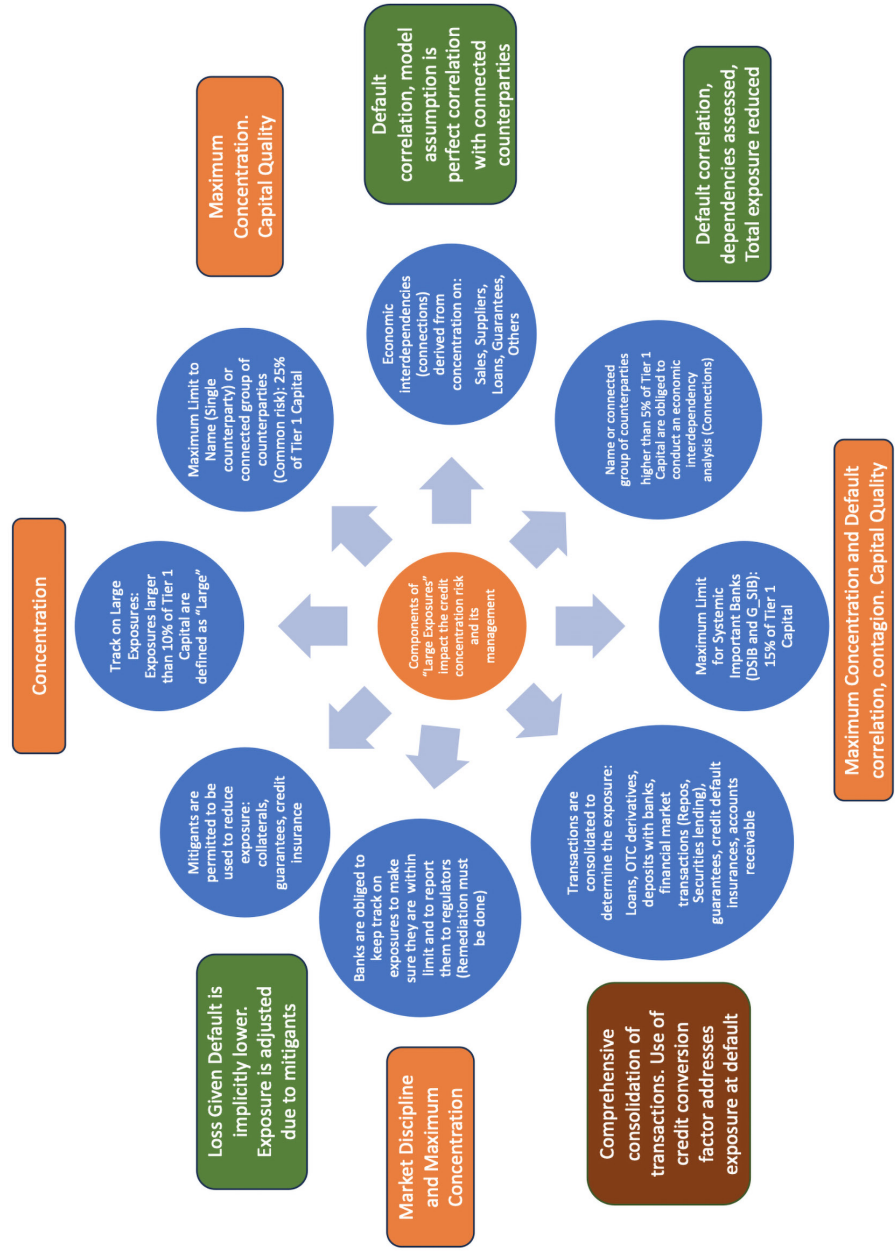 Concentration
Track on Large
Exposures:
Exposures larger
than 10% of Tier 1
Capital are
defined as “Large”
Maximum
Concentration.
Capital Quality
Maximum Limit to
Name (Single
counterparty) or
connected group of
counterparties
(Common risk): 25%
of Tier 1 Capital
Default
correlation, model
assumption is
perfect correlation
with connected
counterparties
Economic
interdependencies
(connections)
derived from
concentration on:
Sales, Suppliers,
Loans, Guarantees,
Others
Default correlation,
dependencies assessed,
Total exposure reduced
Name or connected
group of counterparties
higher than 5% of Tier 1
Capital are obliged to
conduct an economic
interdependency
analysis (Connections)
Maximum Limit
for Systemic
Important Banks
(DSIB and G_SIB):
15% of Tier 1
Capital
Maximum Concentration and Default
correlation, contagion. Capital Quality
Transactions are
consolidated to
determine the exposure:
Loans, OTC derivatives,
deposits with banks,
financial market
transactions (Repos,
Securities lending),
guarantees, credit default
insurances, accounts
receivable
Comprehensive
consolidation of
transactions. Use of
credit conversion
factor addresses
exposure at default
Banks are obliged to
keep track on
exposures to make
sure they are within
limit and to report
them to regulators
(Remediation must
be done)
Market Discipline
and Maximum
Concentration
Mitigants are
permitted to be
used to reduce
exposure:
collaterals,
guarantees, credit
insurance
Loss Given Default is
implicitly lower.
Exposure is adjusted
due to mitigants
Components of
“Large Exposures”
impact the credit
concentration risk
and its
management